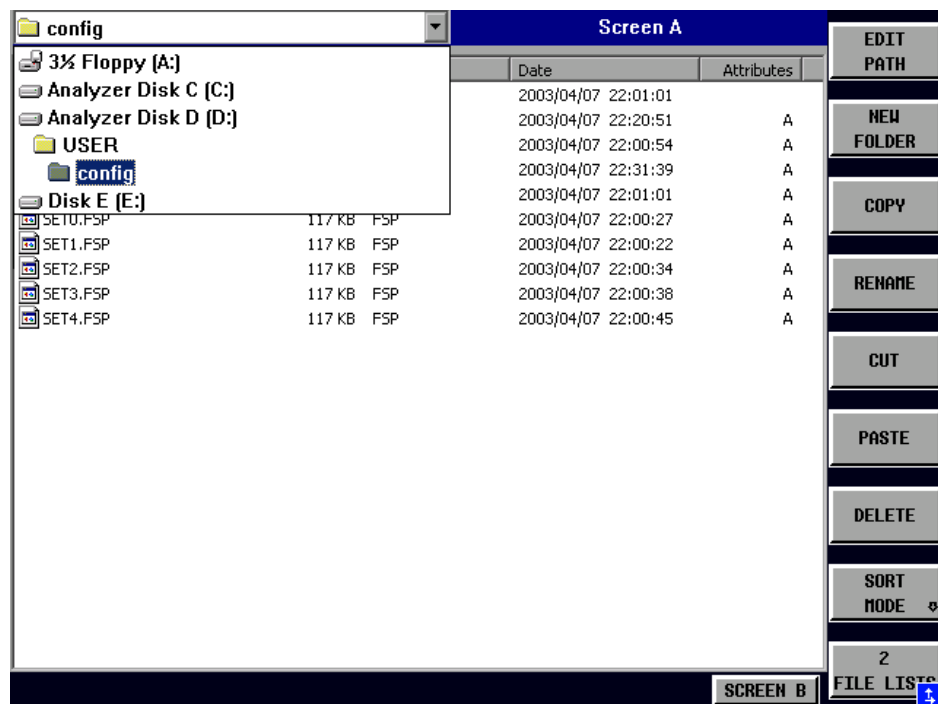 config
Screen A
3½ Floppy (A:)
Analyzer Disk C (C:)
Analyzer Disk D (D:)
USER
config
Disk E (E:)
Date Attributes
2003/04/07 22:01:01
2003/04/07 22:20:51 A
2003/04/07 22:00:54 A
2003/04/07 22:31:39 A
2003/04/07 22:01:01 A
SET0.FSP 117 KB FSP 2003/04/07 22:00:27 A
SET1.FSP 117 KB FSP 2003/04/07 22:00:22 A
SET2.FSP 117 KB FSP 2003/04/07 22:00:34 A
SET3.FSP 117 KB FSP 2003/04/07 22:00:38 A
SET4.FSP 117 KB FSP 2003/04/07 22:00:45 A
SCREEN B
EDIT
PATH
NEW
FOLDER
COPY
RENAME
CUT
PASTE
DELETE
SORT
MODE
2
FILE LISTS